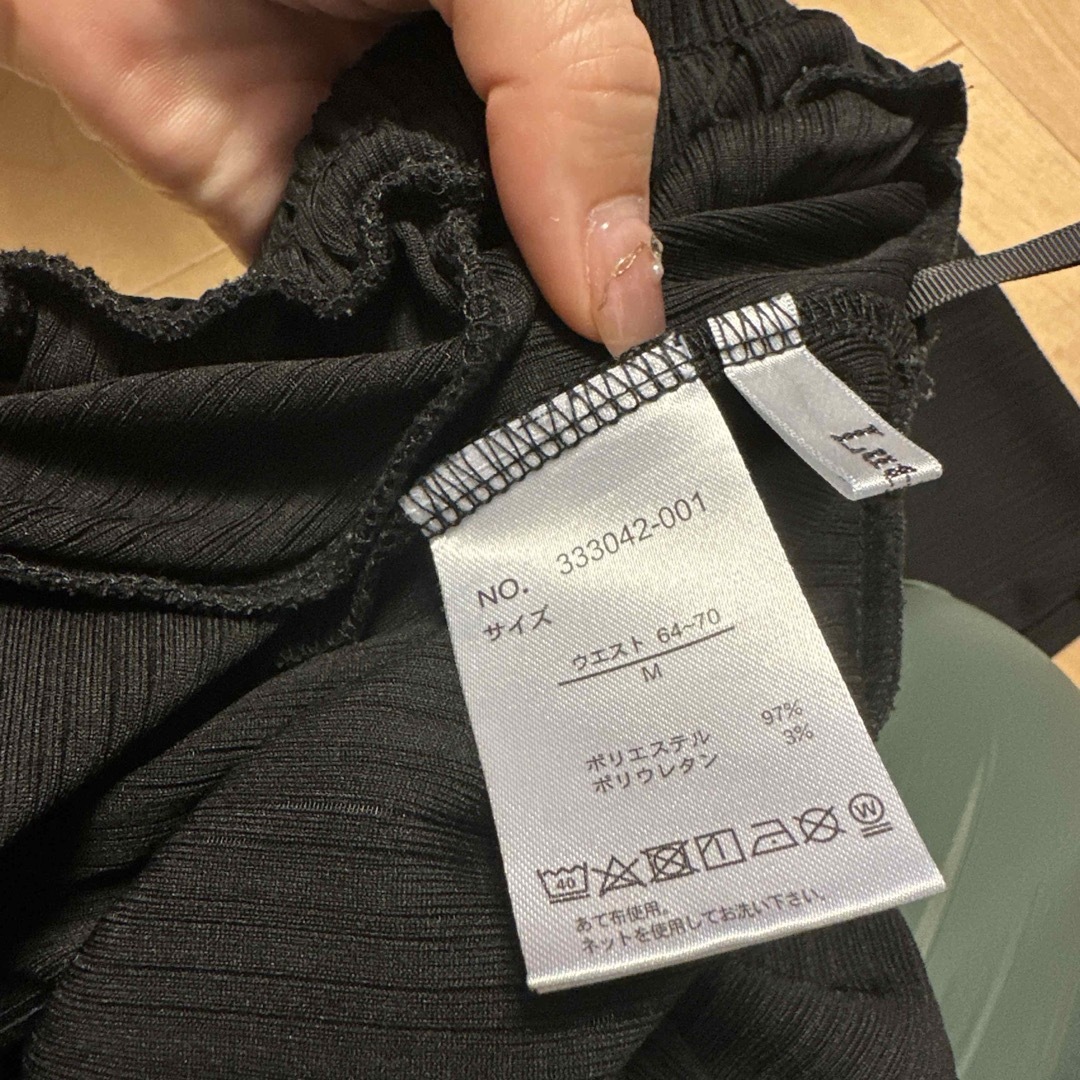 NO. 333042-001
サイズ
ウエスト 64~70
M
ポリエステル 97%
ポリウレタン 3%
40
W
あて布使用。
ネットを使用してお洗い下さい。